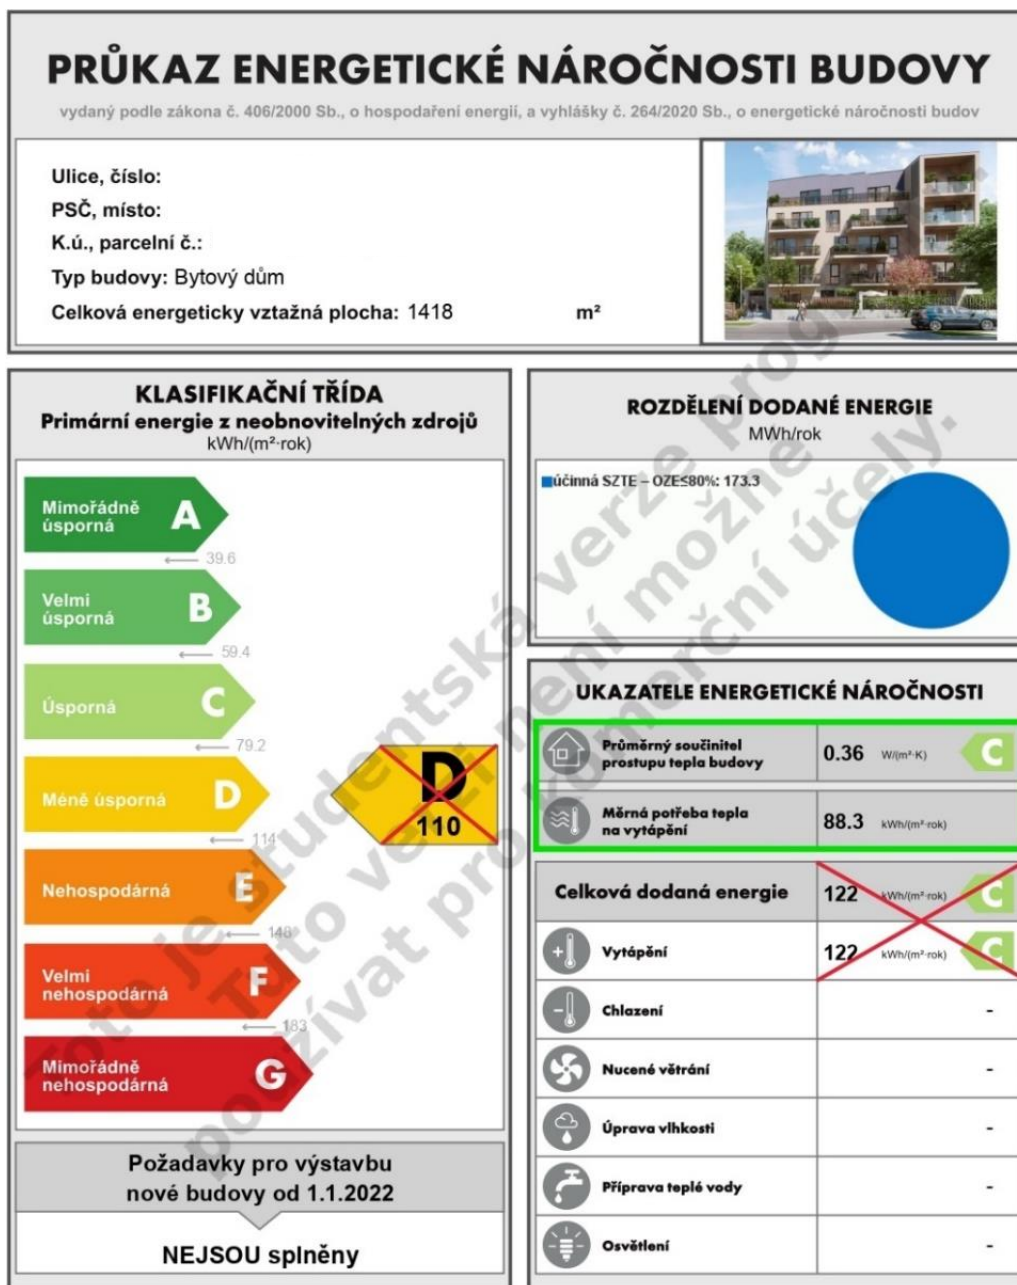 PRŮKAZ ENERGETICKÉ NÁROČNOSTI BUDOVY
vydaný podle zákona č. 406/2000 Sb., o hospodaření energií, a vyhlášky č. 264/2020 Sb., o energetické náročnosti budov
Ulice, číslo:
PSČ, místo:
K.ú., parcelní č.:
Typ budovy: Bytový dům
Celková energeticky vztažná plocha: 1418 m²
KLASIFIKAČNÍ TŘÍDA
Primární energie z neobnovitelných zdrojů
kWh/(m²·rok)
Mimořádně
úsporná
A
39.6
Velmi
úsporná
B
59.4
Úsporná
C
79.2
Méně úsporná
D
114
Nehospodárná
E
148
Velmi
nehospodárná
F
183
Mimořádně
nehospodárná
G
D
110
Požadavky pro výstavbu
nové budovy od 1.1.2022
NEJSOU splněny
ROZDĚLENÍ DODANÉ ENERGIE
MWh/rok
účinná SZTE – OZE≤80%: 173.3
UKAZATELE ENERGETICKÉ NÁROČNOSTI
Průměrný součinitel
prostupu tepla budovy
0.36 W/(m²·K) C
Měrná potřeba tepla
na vytápění
88.3 kWh/(m²·rok)
Celková dodaná energie 122 kWh/(m²·rok) C
Vytápění 122 kWh/(m²·rok) C
Chlazení -
Nucené větrání -
Úprava vlhkosti -
Příprava teplé vody -
Osvětlení -
Toto je studentská verze
Tuto verzi není možné
používat pro komerční účely.